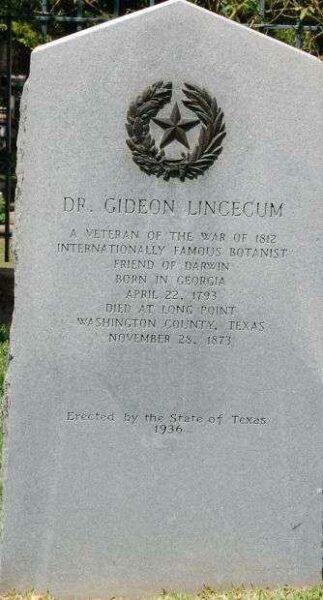 DR. GIDEON LINCECUM
A VETERAN OF THE WAR OF 1812
INTERNATIONALLY FAMOUS BOTANIST
FRIEND OF DARWIN
BORN IN GEORGIA
APRIL 22, 1793
DIED AT LONG POINT
WASHINGTON COUNTY, TEXAS
NOVEMBER 28, 1873
Erected by the State of Texas
1936